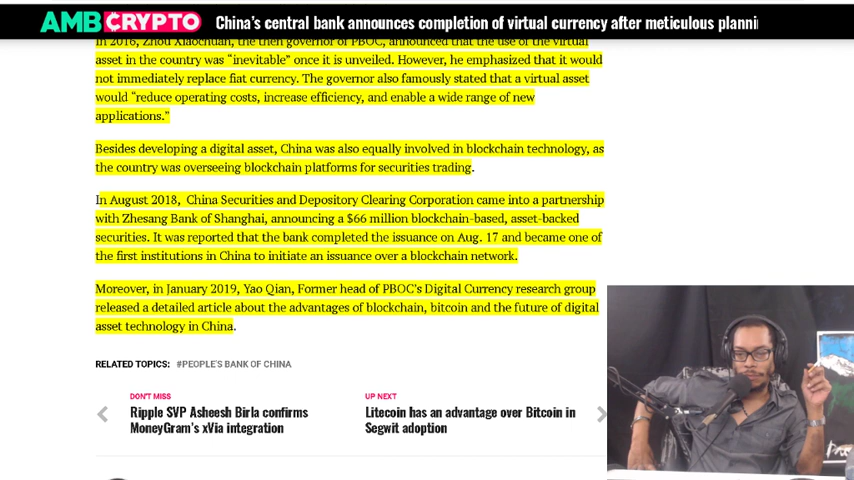 AMBCRYPTO
China's central bank announces completion of virtual currency after meticulous planni
In 2016, Zhou Xiaochuan, the then governor of PBOC, announced that the use of the virtual
asset in the country was “inevitable” once it is unveiled. However, he emphasized that it would
not immediately replace fiat currency. The governor also famously stated that a virtual asset
would “reduce operating costs, increase efficiency, and enable a wide range of new
applications.”
Besides developing a digital asset, China was also equally involved in blockchain technology, as
the country was overseeing blockchain platforms for securities trading.
In August 2018,  China Securities and Depository Clearing Corporation came into a partnership
with Zhesang Bank of Shanghai, announcing a $66 million blockchain-based, asset-backed
securities. It was reported that the bank completed the issuance on Aug. 17 and became one of
the first institutions in China to initiate an issuance over a blockchain network.
Moreover, in January 2019, Yao Qian, Former head of PBOC's Digital Currency research group
released a detailed article about the advantages of blockchain, bitcoin and the future of digital
asset technology in China.
RELATED TOPICS: #PEOPLE'S BANK OF CHINA
DON'T MISS
Ripple SVP Asheesh Birla confirms
MoneyGram's xVia integration
UP NEXT
Litecoin has an advantage over Bitcoin in
Segwit adoption